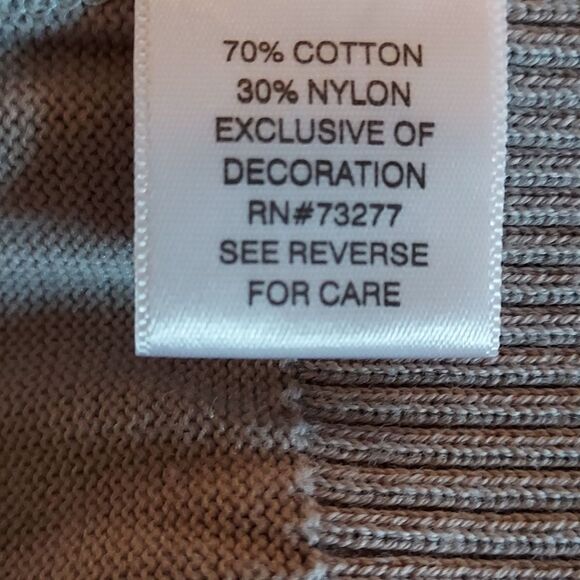 70% COTTON
30% NYLON
EXCLUSIVE OF
DECORATION
RN#73277
SEE REVERSE
FOR CARE